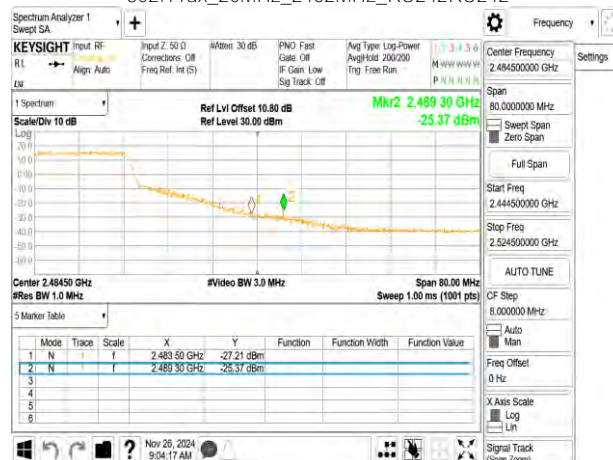 Spectrum Analyzer 1
Swept SA
Frequency
KEYSIGHT
Input: RF
Align: Auto
Input Z: 50 Ω
Corrections: Off
Freq Ref: Int (S)
#Atten: 30 dB
PNO: Fast
Gate: Off
IF Gain: Low
Sig Track: Off
Avg Type: Log-Power
Avg|Hold: 200/200
Trig: Free Run
1 2 3 4 5 6
M W W W W W
P N N N N N
Center Frequency
2.484500000 GHz
Settings
Span
80.0000000 MHz
Swept Span
Zero Span
Full Span
Start Freq
2.444500000 GHz
Stop Freq
2.524500000 GHz
AUTO TUNE
CF Step
8.000000 MHz
Auto
Man
Freq Offset
0 Hz
X Axis Scale
Log
Lin
Signal Track
(Span Zoom)
1 Spectrum
Scale/Div 10 dB
Ref Lvl Offset 10.80 dB
Ref Level 30.00 dBm
Mkr2 2.489 30 GHz
-25.37 dBm
Log
Center 2.48450 GHz
#Res BW 1.0 MHz
#Video BW 3.0 MHz
Span 80.00 MHz
Sweep 1.00 ms (1001 pts)
5 Marker Table
Mode Trace Scale X Y Function Function Width Function Value
1 N 1 f 2.483 50 GHz -27.21 dBm
2 N 1 f 2.489 30 GHz -25.37 dBm
3
4
5
6
Nov 26, 2024
9:04:17 AM